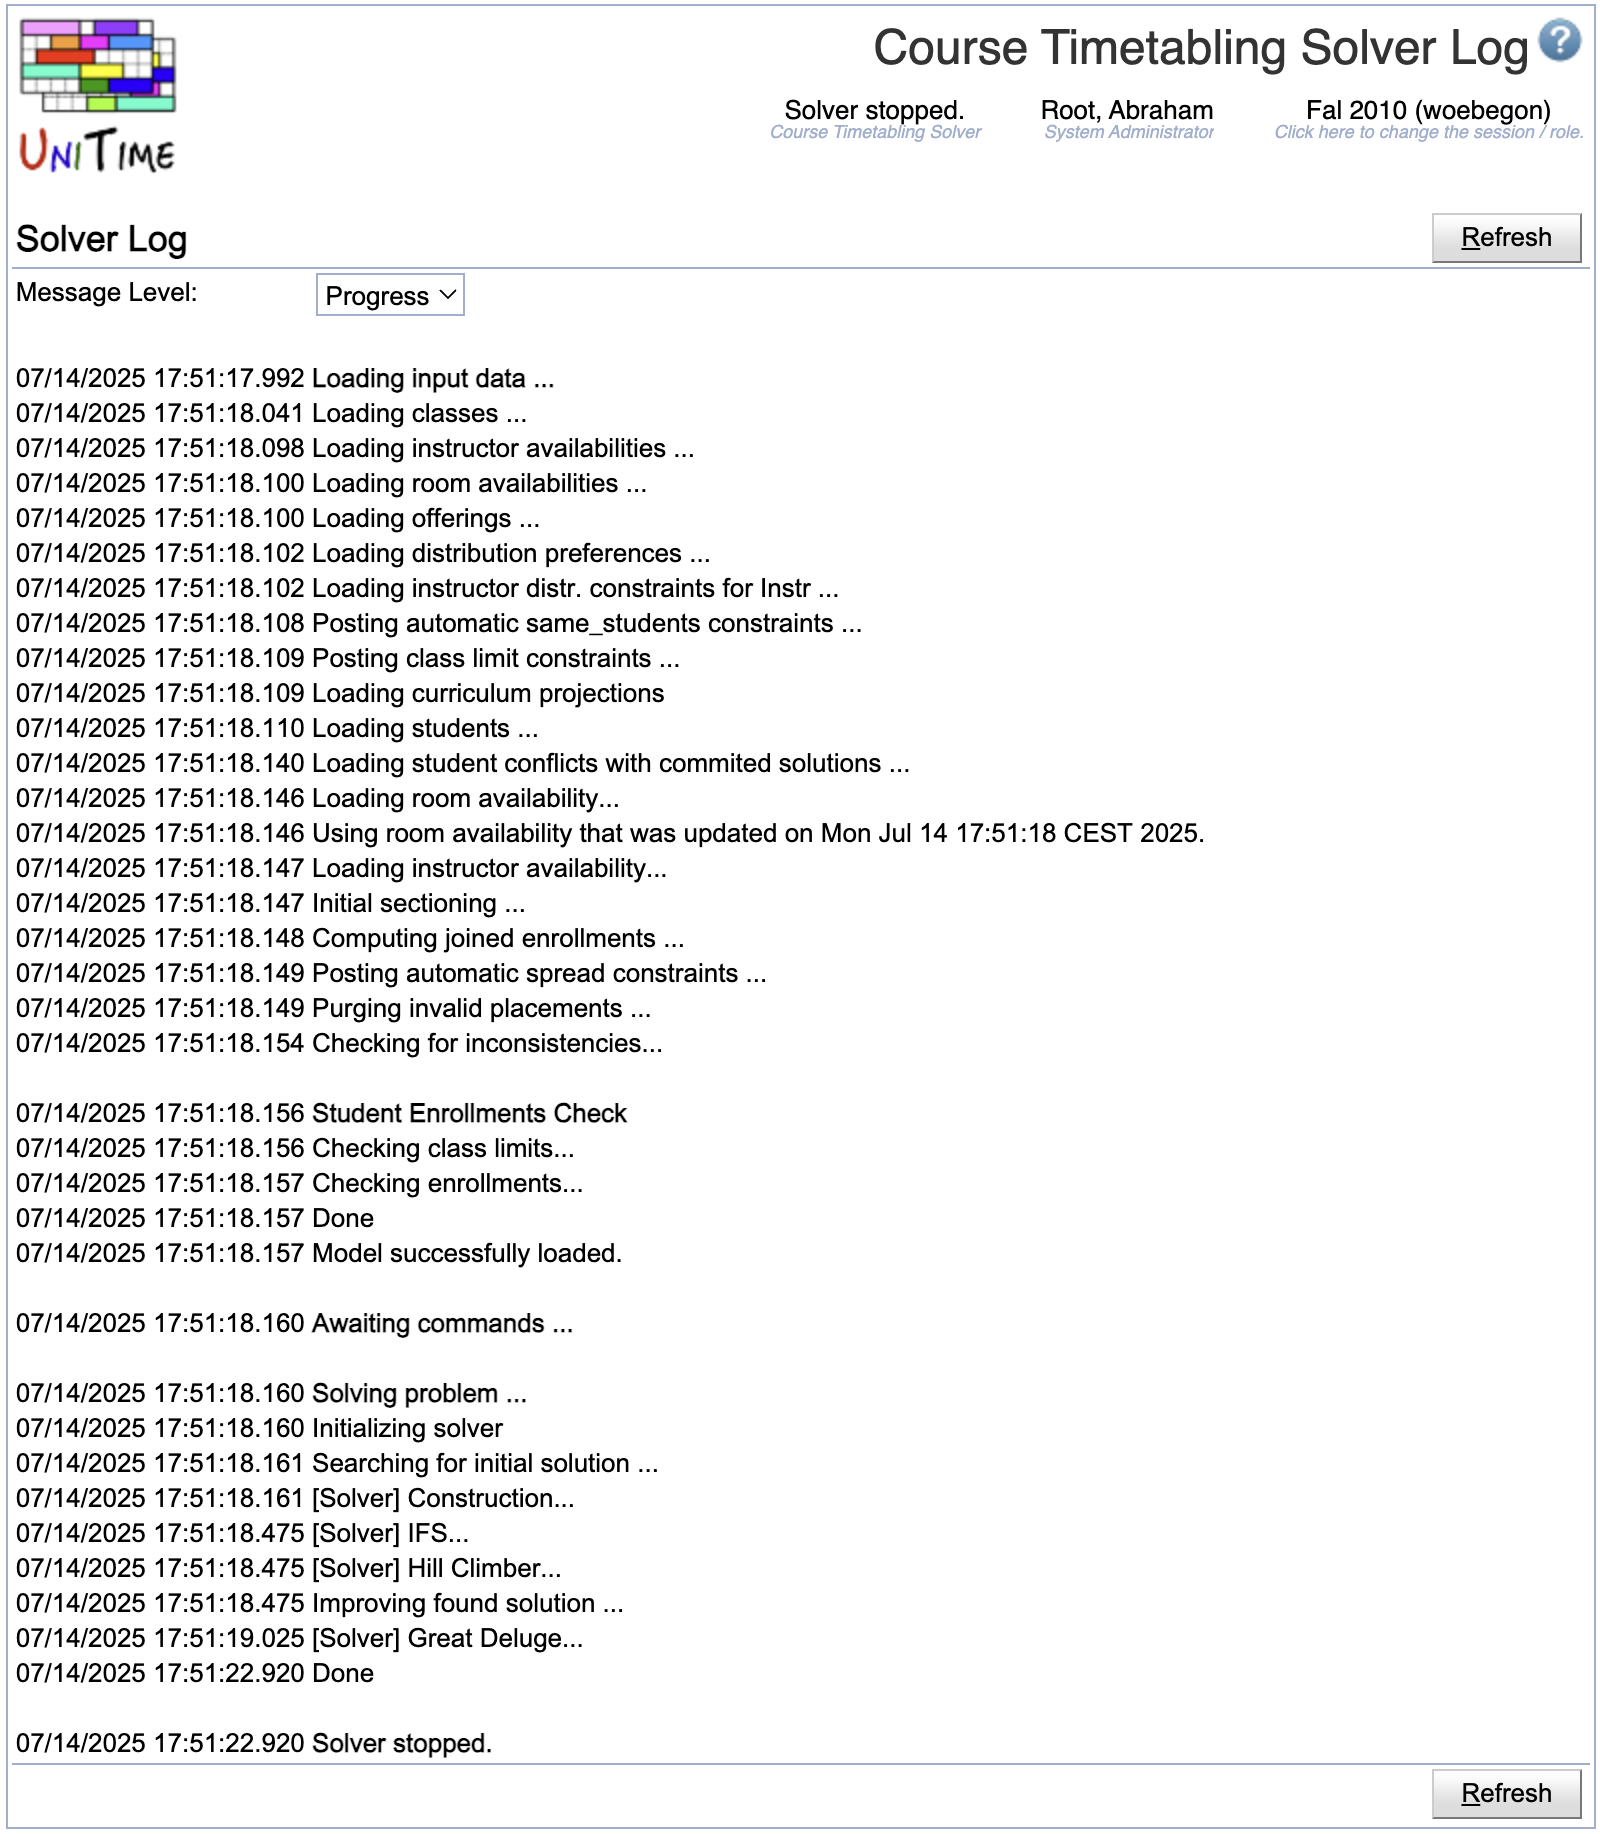 Course Timetabling Solver Log
Solver stopped. Root, Abraham Fal 2010 (woebegon)
Course Timetabling Solver System Administrator Click here to change the session / role.
UNITIME
Solver Log Refresh
Message Level: Progress
07/14/2025 17:51:17.992 Loading input data ...
07/14/2025 17:51:18.041 Loading classes ...
07/14/2025 17:51:18.098 Loading instructor availabilities ...
07/14/2025 17:51:18.100 Loading room availabilities ...
07/14/2025 17:51:18.100 Loading offerings ...
07/14/2025 17:51:18.102 Loading distribution preferences ...
07/14/2025 17:51:18.102 Loading instructor distr. constraints for Instr ...
07/14/2025 17:51:18.108 Posting automatic same_students constraints ...
07/14/2025 17:51:18.109 Posting class limit constraints ...
07/14/2025 17:51:18.109 Loading curriculum projections
07/14/2025 17:51:18.110 Loading students ...
07/14/2025 17:51:18.140 Loading student conflicts with commited solutions ...
07/14/2025 17:51:18.146 Loading room availability...
07/14/2025 17:51:18.146 Using room availability that was updated on Mon Jul 14 17:51:18 CEST 2025.
07/14/2025 17:51:18.147 Loading instructor availability...
07/14/2025 17:51:18.147 Initial sectioning ...
07/14/2025 17:51:18.148 Computing joined enrollments ...
07/14/2025 17:51:18.149 Posting automatic spread constraints ...
07/14/2025 17:51:18.149 Purging invalid placements ...
07/14/2025 17:51:18.154 Checking for inconsistencies...
07/14/2025 17:51:18.156 Student Enrollments Check
07/14/2025 17:51:18.156 Checking class limits...
07/14/2025 17:51:18.157 Checking enrollments...
07/14/2025 17:51:18.157 Done
07/14/2025 17:51:18.157 Model successfully loaded.
07/14/2025 17:51:18.160 Awaiting commands ...
07/14/2025 17:51:18.160 Solving problem ...
07/14/2025 17:51:18.160 Initializing solver
07/14/2025 17:51:18.161 Searching for initial solution ...
07/14/2025 17:51:18.161 [Solver] Construction...
07/14/2025 17:51:18.475 [Solver] IFS...
07/14/2025 17:51:18.475 [Solver] Hill Climber...
07/14/2025 17:51:18.475 Improving found solution ...
07/14/2025 17:51:19.025 [Solver] Great Deluge...
07/14/2025 17:51:22.920 Done
07/14/2025 17:51:22.920 Solver stopped.
Refresh